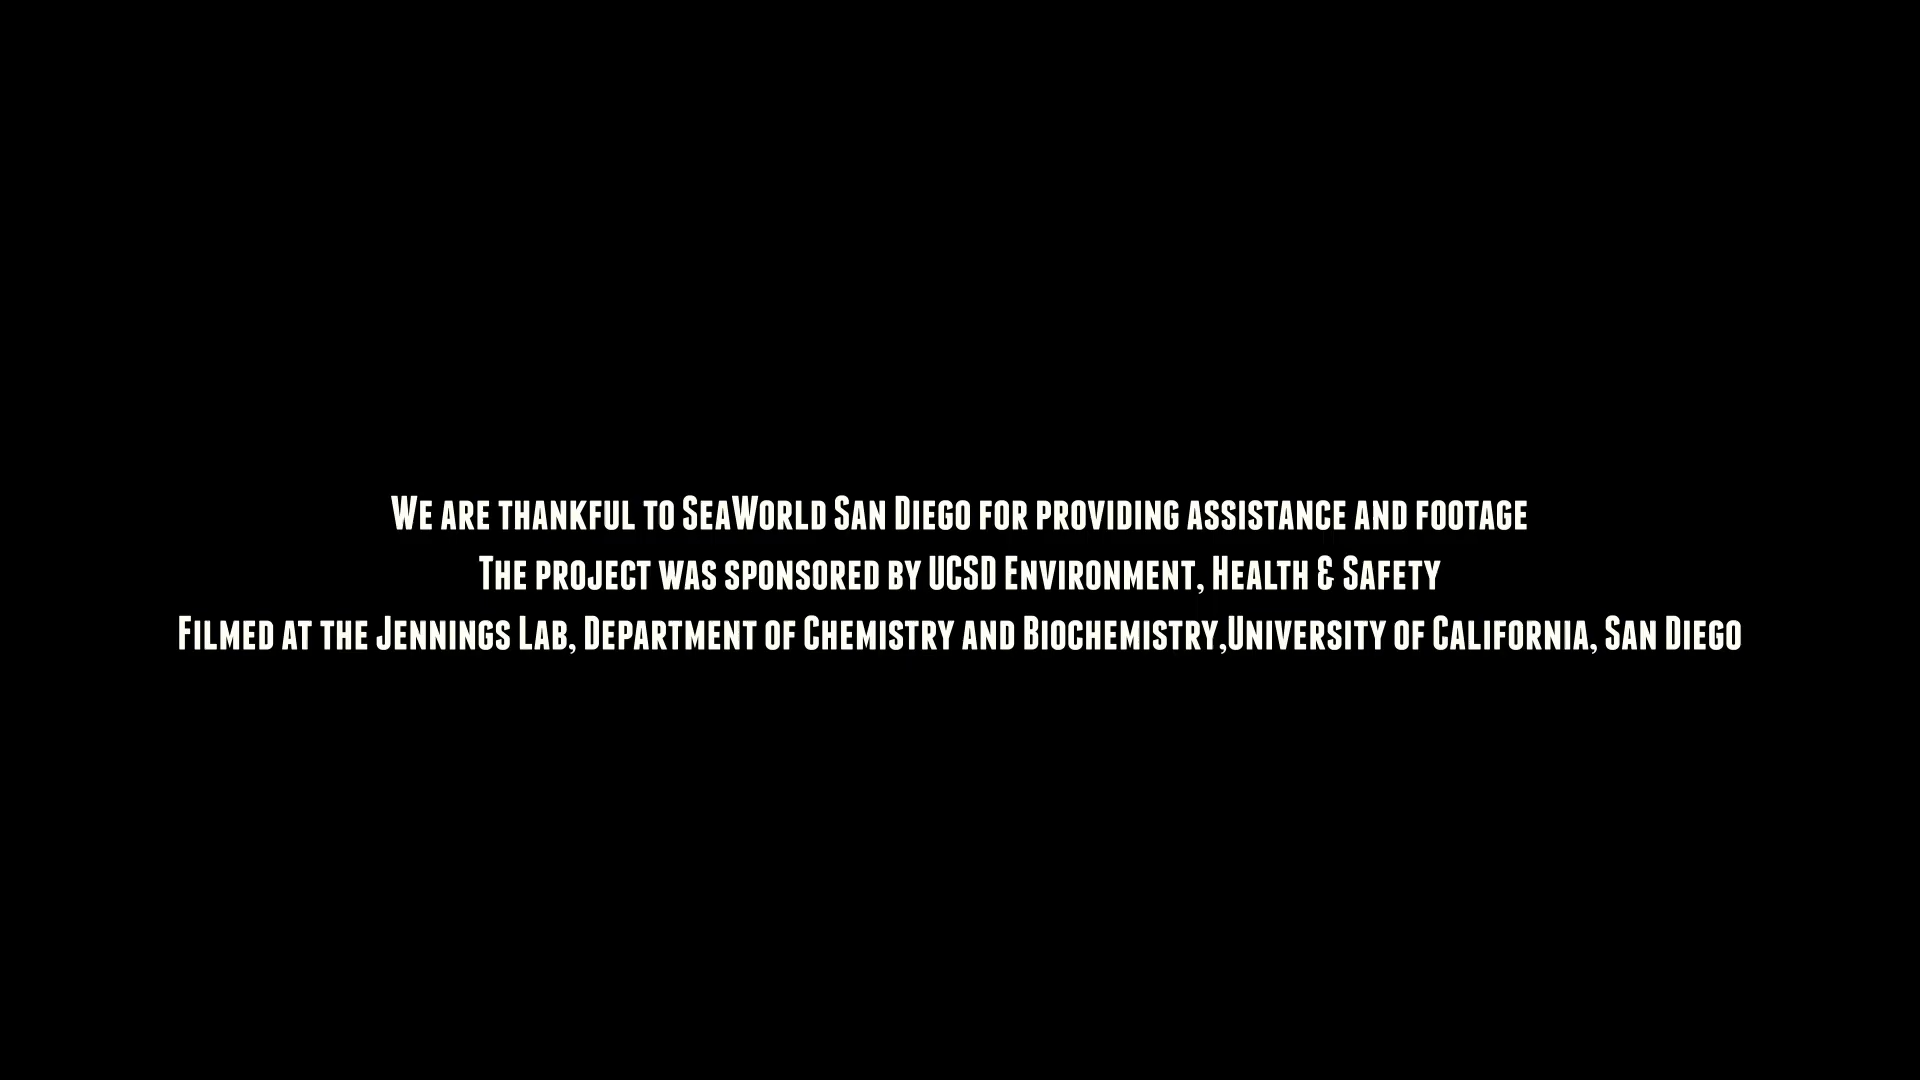 We are thankful to SeaWorld San Diego for providing assistance and footage
The project was sponsored by UCSD Environment, Health & Safety
Filmed at the Jennings Lab, Department of Chemistry and Biochemistry,University of California, San Diego